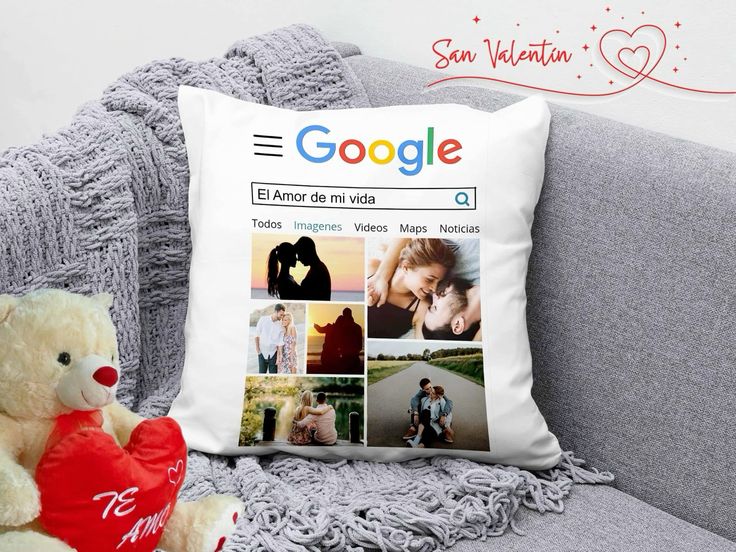 San Valentín
Google
El Amor de mi vida
Todos Imagenes Videos Maps Noticias
TE
AMO